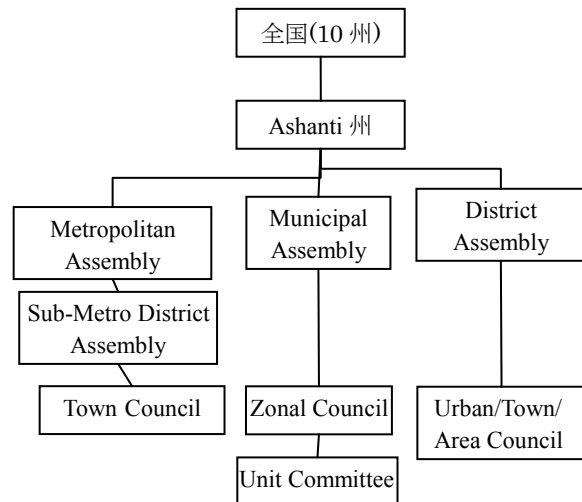 全国(10 州)
Ashanti 州
Metropolitan
Assembly
Municipal
Assembly
District
Assembly
Sub-Metro District
Assembly
Town Council
Zonal Council
Urban/Town/
Area Council
Unit Committee